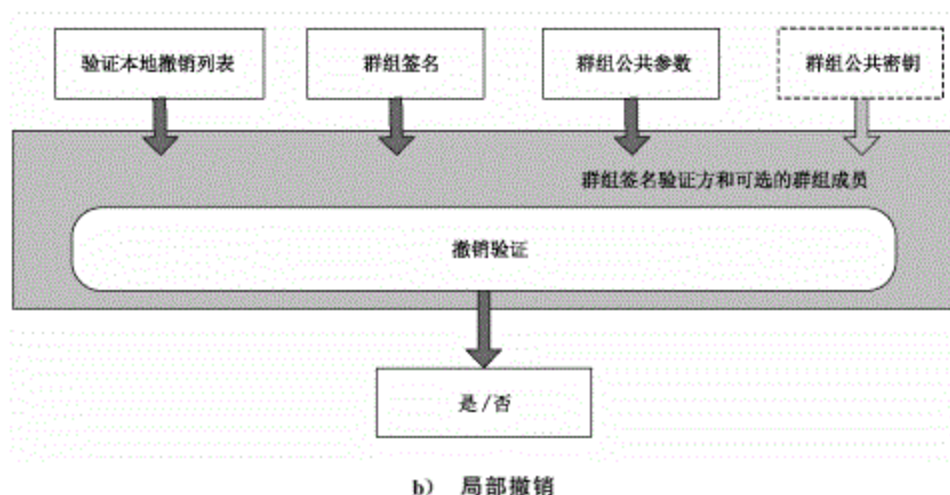 验证本地撤销列表
群组签名
群组公共参数
群组公共密钥
群组签名验证方和可选的群组成员
撤销验证
是/否
b) 局部撤销